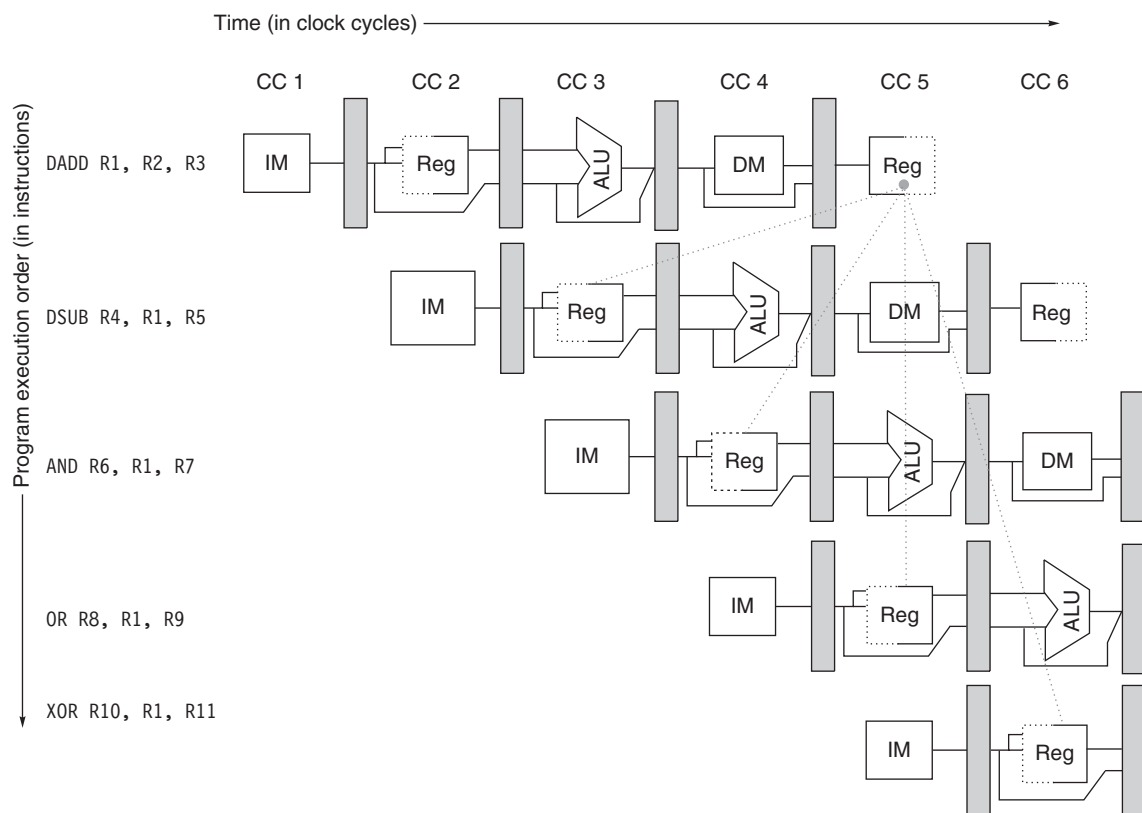 Time (in clock cycles)
CC 1 CC 2 CC 3 CC 4 CC 5 CC 6
Program execution order (in instructions)
DADD R1, R2, R3
IM Reg ALU DM Reg
DSUB R4, R1, R5
IM Reg ALU DM Reg
AND R6, R1, R7
IM Reg ALU DM
OR R8, R1, R9
IM Reg ALU
XOR R10, R1, R11
IM Reg